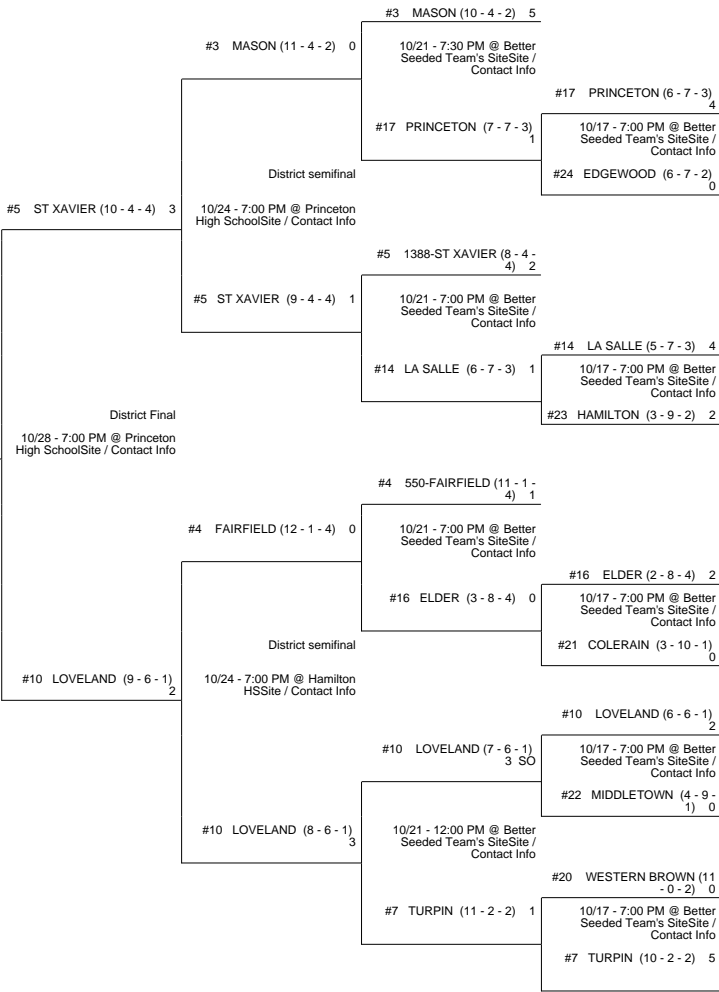 #3 MASON (10 - 4 - 2) 5
#3 MASON (11 - 4 - 2) 0
10/21 - 7:30 PM @ Better
Seeded Team's SiteSite /
Contact Info
#17 PRINCETON (6 - 7 - 3)
4
#17 PRINCETON (7 - 7 - 3)
1
10/17 - 7:00 PM @ Better
Seeded Team's SiteSite /
Contact Info
District semifinal
#24 EDGEWOOD (6 - 7 - 2)
0
#5 ST XAVIER (10 - 4 - 4) 3
10/24 - 7:00 PM @ Princeton
High SchoolSite / Contact Info
#5 1388-ST XAVIER (8 - 4 -
4) 2
#5 ST XAVIER (9 - 4 - 4) 1
10/21 - 7:00 PM @ Better
Seeded Team's SiteSite /
Contact Info
#14 LA SALLE (5 - 7 - 3) 4
#14 LA SALLE (6 - 7 - 3) 1
10/17 - 7:00 PM @ Better
Seeded Team's SiteSite /
Contact Info
District Final
#23 HAMILTON (3 - 9 - 2) 2
10/28 - 7:00 PM @ Princeton
High SchoolSite / Contact Info
#4 550-FAIRFIELD (11 - 1 -
4) 1
#4 FAIRFIELD (12 - 1 - 4) 0
10/21 - 7:00 PM @ Better
Seeded Team's SiteSite /
Contact Info
#16 ELDER (2 - 8 - 4) 2
#16 ELDER (3 - 8 - 4) 0
10/17 - 7:00 PM @ Better
Seeded Team's SiteSite /
Contact Info
District semifinal
#21 COLERAIN (3 - 10 - 1)
0
#10 LOVELAND (9 - 6 - 1)
2
10/24 - 7:00 PM @ Hamilton
HSSite / Contact Info
#10 LOVELAND (6 - 6 - 1)
2
#10 LOVELAND (7 - 6 - 1)
3 SO
10/17 - 7:00 PM @ Better
Seeded Team's SiteSite /
Contact Info
#22 MIDDLETOWN (4 - 9 -
1) 0
#10 LOVELAND (8 - 6 - 1)
3
10/21 - 12:00 PM @ Better
Seeded Team's SiteSite /
Contact Info
#20 WESTERN BROWN (11
- 0 - 2) 0
#7 TURPIN (11 - 2 - 2) 1
10/17 - 7:00 PM @ Better
Seeded Team's SiteSite /
Contact Info
#7 TURPIN (10 - 2 - 2) 5